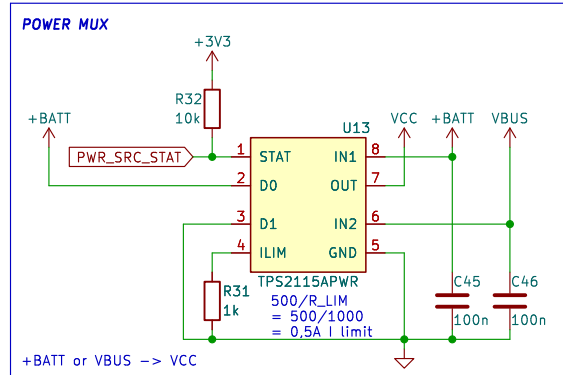 POWER MUX
+3V3
R32
10k
+BATT
VCC
+BATT
VBUS
U13
PWR_SRC_STAT
1
STAT
IN1
8
2
D0
OUT
7
3
D1
IN2
6
4
ILIM
GND
5
TPS2115APWR
R31
1k
500/R_LIM
= 500/1000
= 0,5A I limit
C45
100n
C46
100n
+BATT or VBUS -> VCC